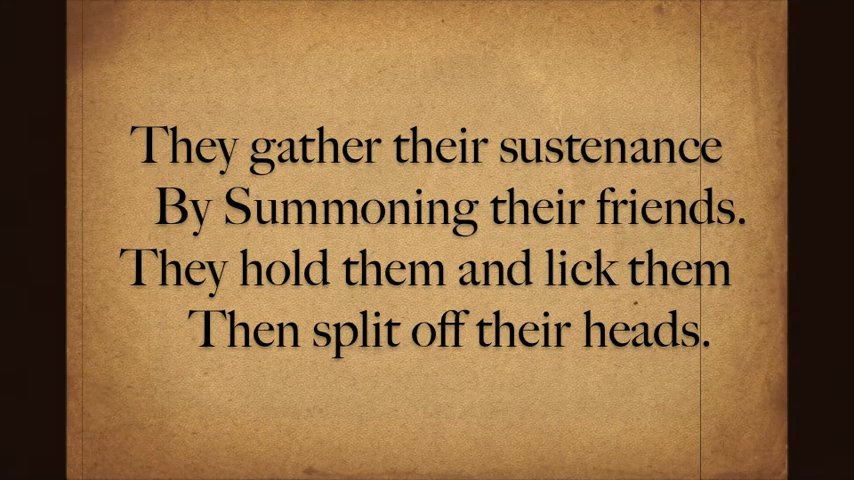 They gather their sustenance
By Summoning their friends.
They hold them and lick them
Then split off their heads.